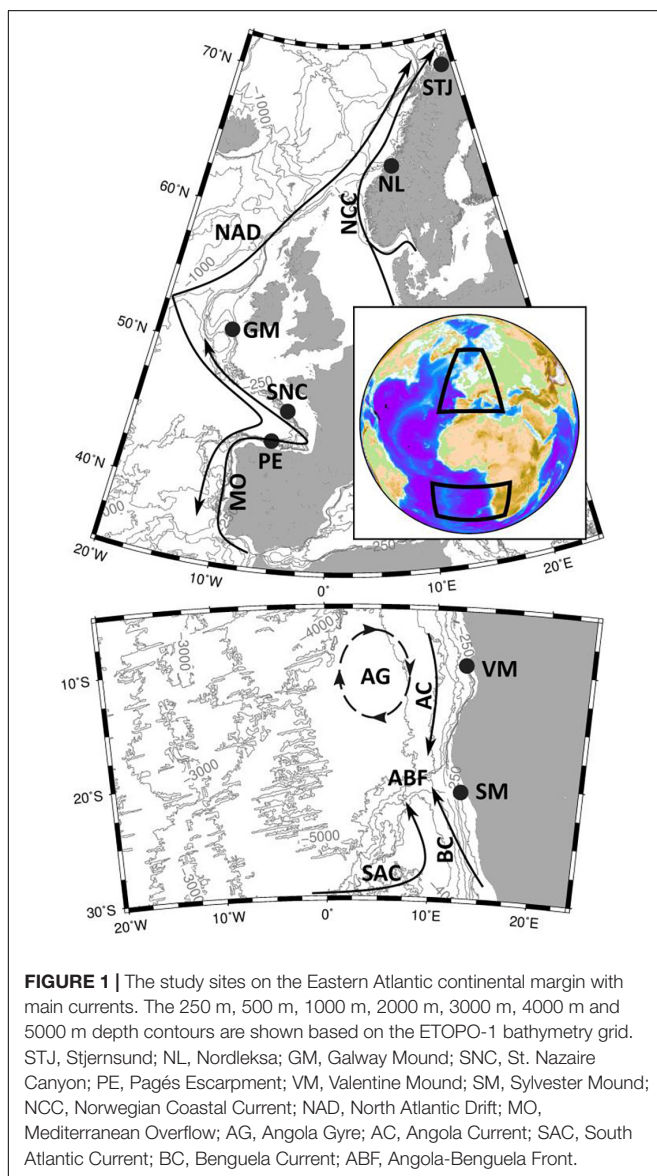 70˚N
60˚N
50˚N
40˚N
20˚W
10˚W
0˚E
10˚E
20˚E
STJ
NL
NCC
NAD
GM
SNC
PE
MO
-1000
-1000
-250
250
10˚S
20˚S
30˚S
20˚W
10˚W
0˚E
10˚E
20˚E
-3000
-4000
250
AG
AC
VM
-3000
ABF
250
SM
-5000
SAC
BC
-3000
FIGURE 1 | The study sites on the Eastern Atlantic continental margin with
main currents. The 250 m, 500 m, 1000 m, 2000 m, 3000 m, 4000 m and
5000 m depth contours are shown based on the ETOPO-1 bathymetry grid.
STJ, Stjernsund; NL, Nordleksa; GM, Galway Mound; SNC, St. Nazaire
Canyon; PE, Pagés Escarpment; VM, Valentine Mound; SM, Sylvester Mound;
NCC, Norwegian Coastal Current; NAD, North Atlantic Drift; MO,
Mediterranean Overflow; AG, Angola Gyre; AC, Angola Current; SAC, South
Atlantic Current; BC, Benguela Current; ABF, Angola-Benguela Front.